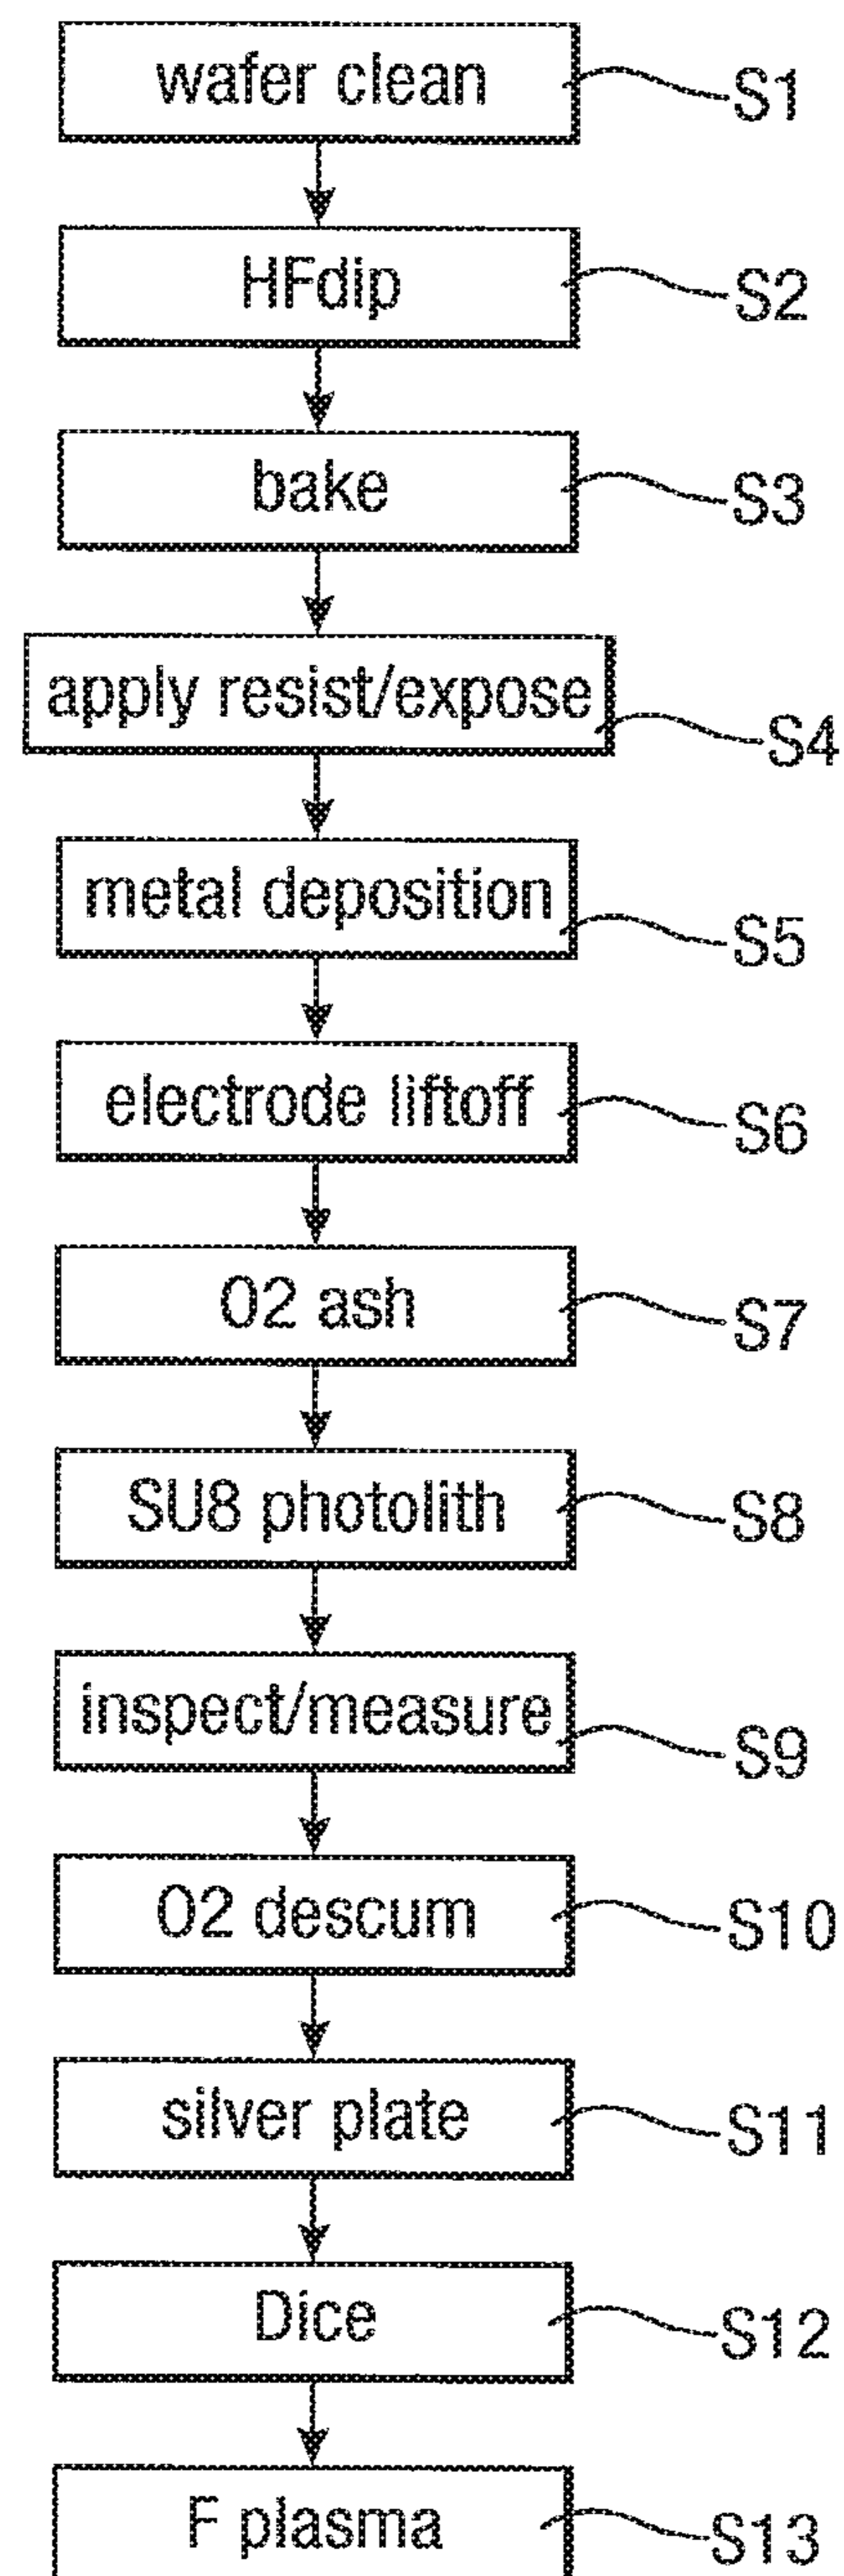 wafer clean S1
HFdip S2
bake S3
apply resist/expose S4
metal deposition S5
electrode liftoff S6
O2 ash S7
SU8 photolith S8
inspect/measure S9
O2 descum S10
silver plate S11
Dice S12
F plasma S13